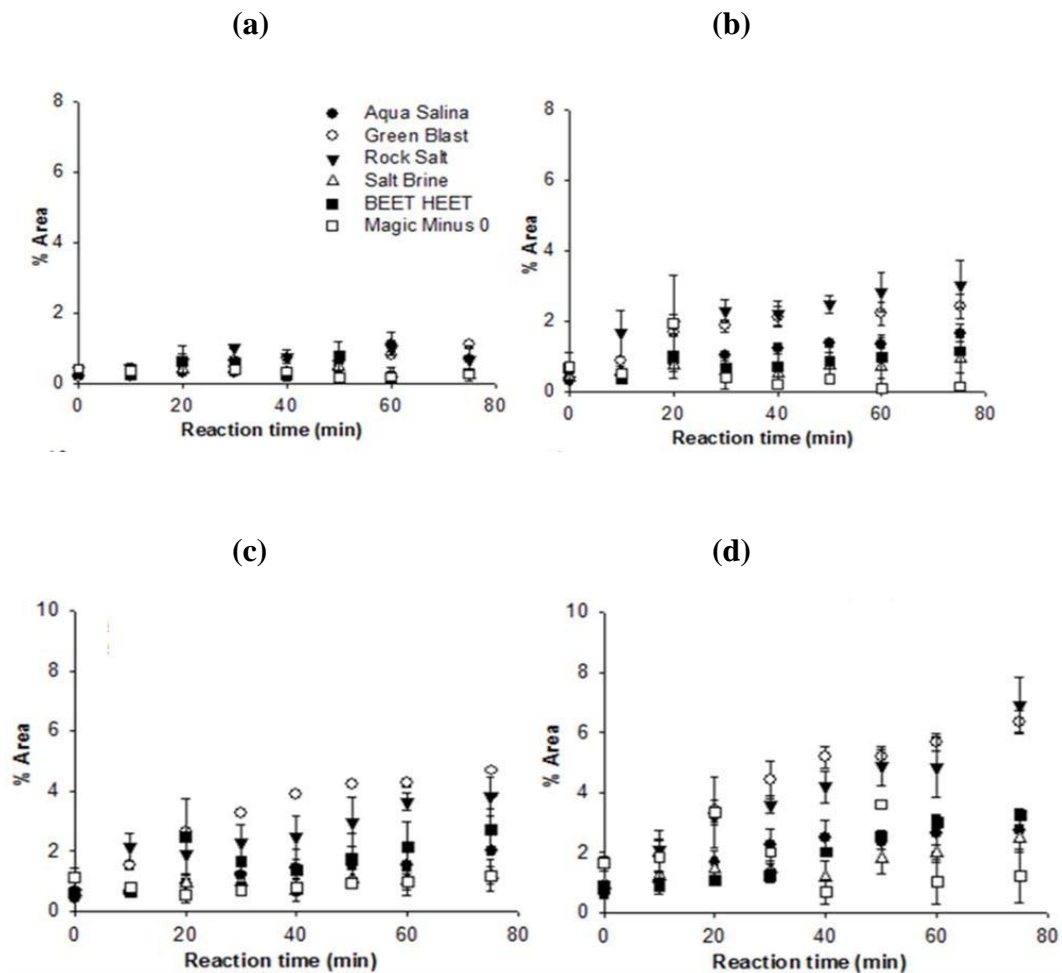 (a)
(b)
8
6
4
2
0
% Area
Aqua Salina
Green Blast
Rock Salt
Salt Brine
BEET HEET
Magic Minus 0
0 20 40 60 80
Reaction time (min)
8
6
4
2
0
% Area
0 20 40 60 80
Reaction time (min)
(c)
(d)
10
8
6
4
2
0
% Area
0 20 40 60 80
Reaction time (min)
10
8
6
4
2
0
% Area
0 20 40 60 80
Reaction time (min)